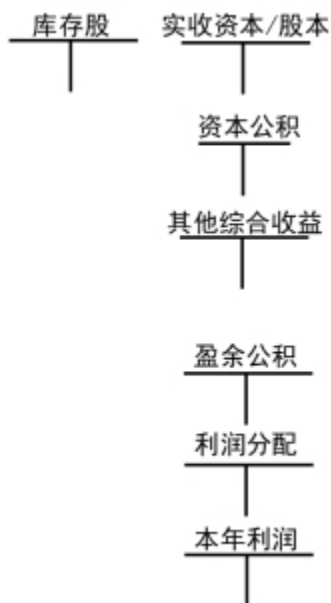 库存股
实收资本/股本
资本公积
其他综合收益
盈余公积
利润分配
本年利润